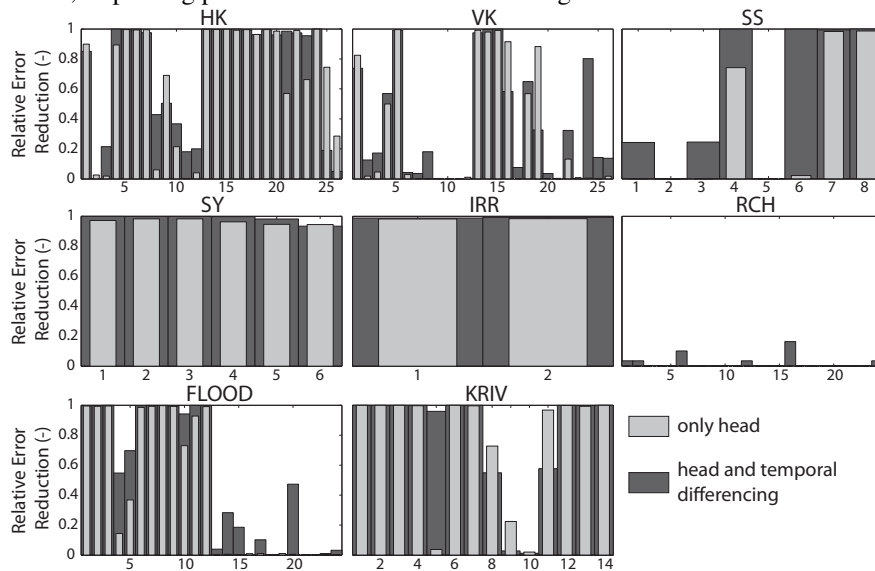 HK
VK
SS
Relative Error
Reduction (-)
1
0.8
0.6
0.4
0.2
0
5 10 15 20 25
5 10 15 20 25
1 2 3 4 5 6 7 8
SY
IRR
RCH
Relative Error
Reduction (-)
1
0.8
0.6
0.4
0.2
0
1 2 3 4 5 6
1 2
5 10 15 20
FLOOD
KRIV
Relative Error
Reduction (-)
1
0.8
0.6
0.4
0.2
0
5 10 15 20
2 4 6 8 10 12 14
only head
head and temporal
differencing